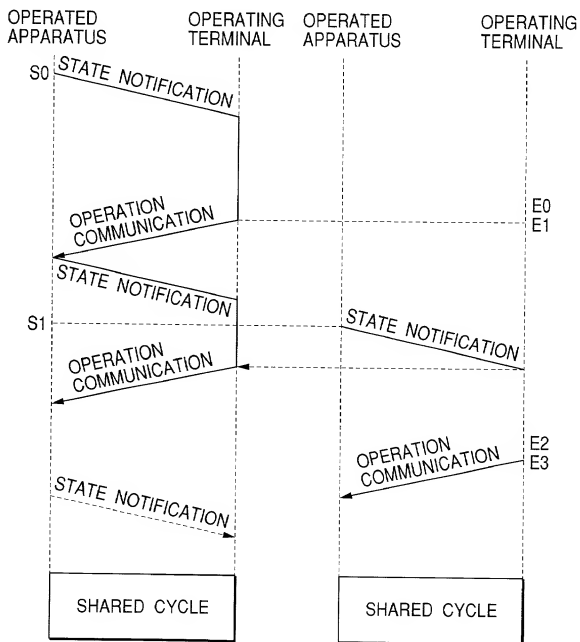 OPERATED
APPARATUS
OPERATING
TERMINAL
OPERATED
APPARATUS
OPERATING
TERMINAL
S0
STATE NOTIFICATION
OPERATION
COMMUNICATION
E0
E1
STATE NOTIFICATION
S1
STATE NOTIFICATION
OPERATION
COMMUNICATION
E2
OPERATION
COMMUNICATION
E3
STATE NOTIFICATION
SHARED CYCLE
SHARED CYCLE